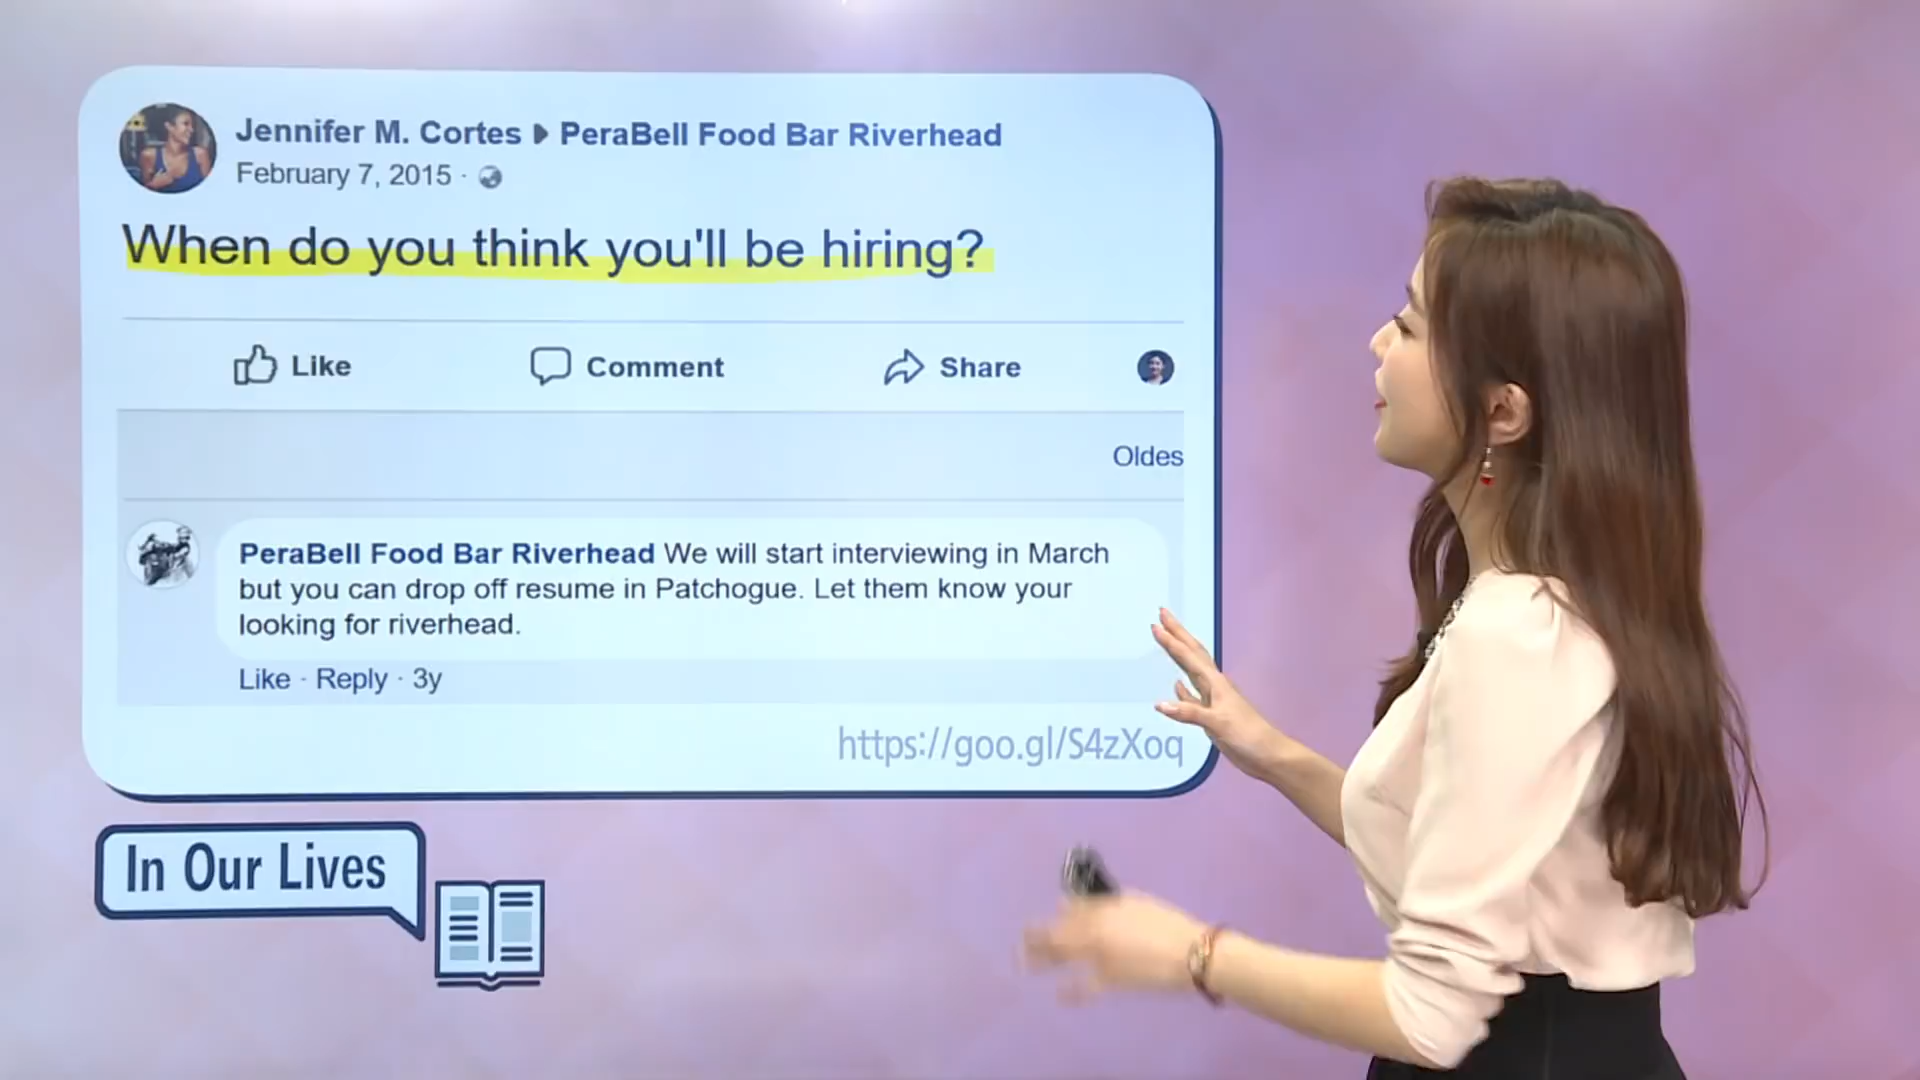 Jennifer M. Cortes PeraBell Food Bar Riverhead
February 7, 2015 ·
When do you think you'll be hiring?
Like Comment Share
Oldes
PeraBell Food Bar Riverhead We will start interviewing in March
but you can drop off resume in Patchogue. Let them know your
looking for riverhead.
Like · Reply · 3y
https://goo.gl/S4zXoq
In Our Lives